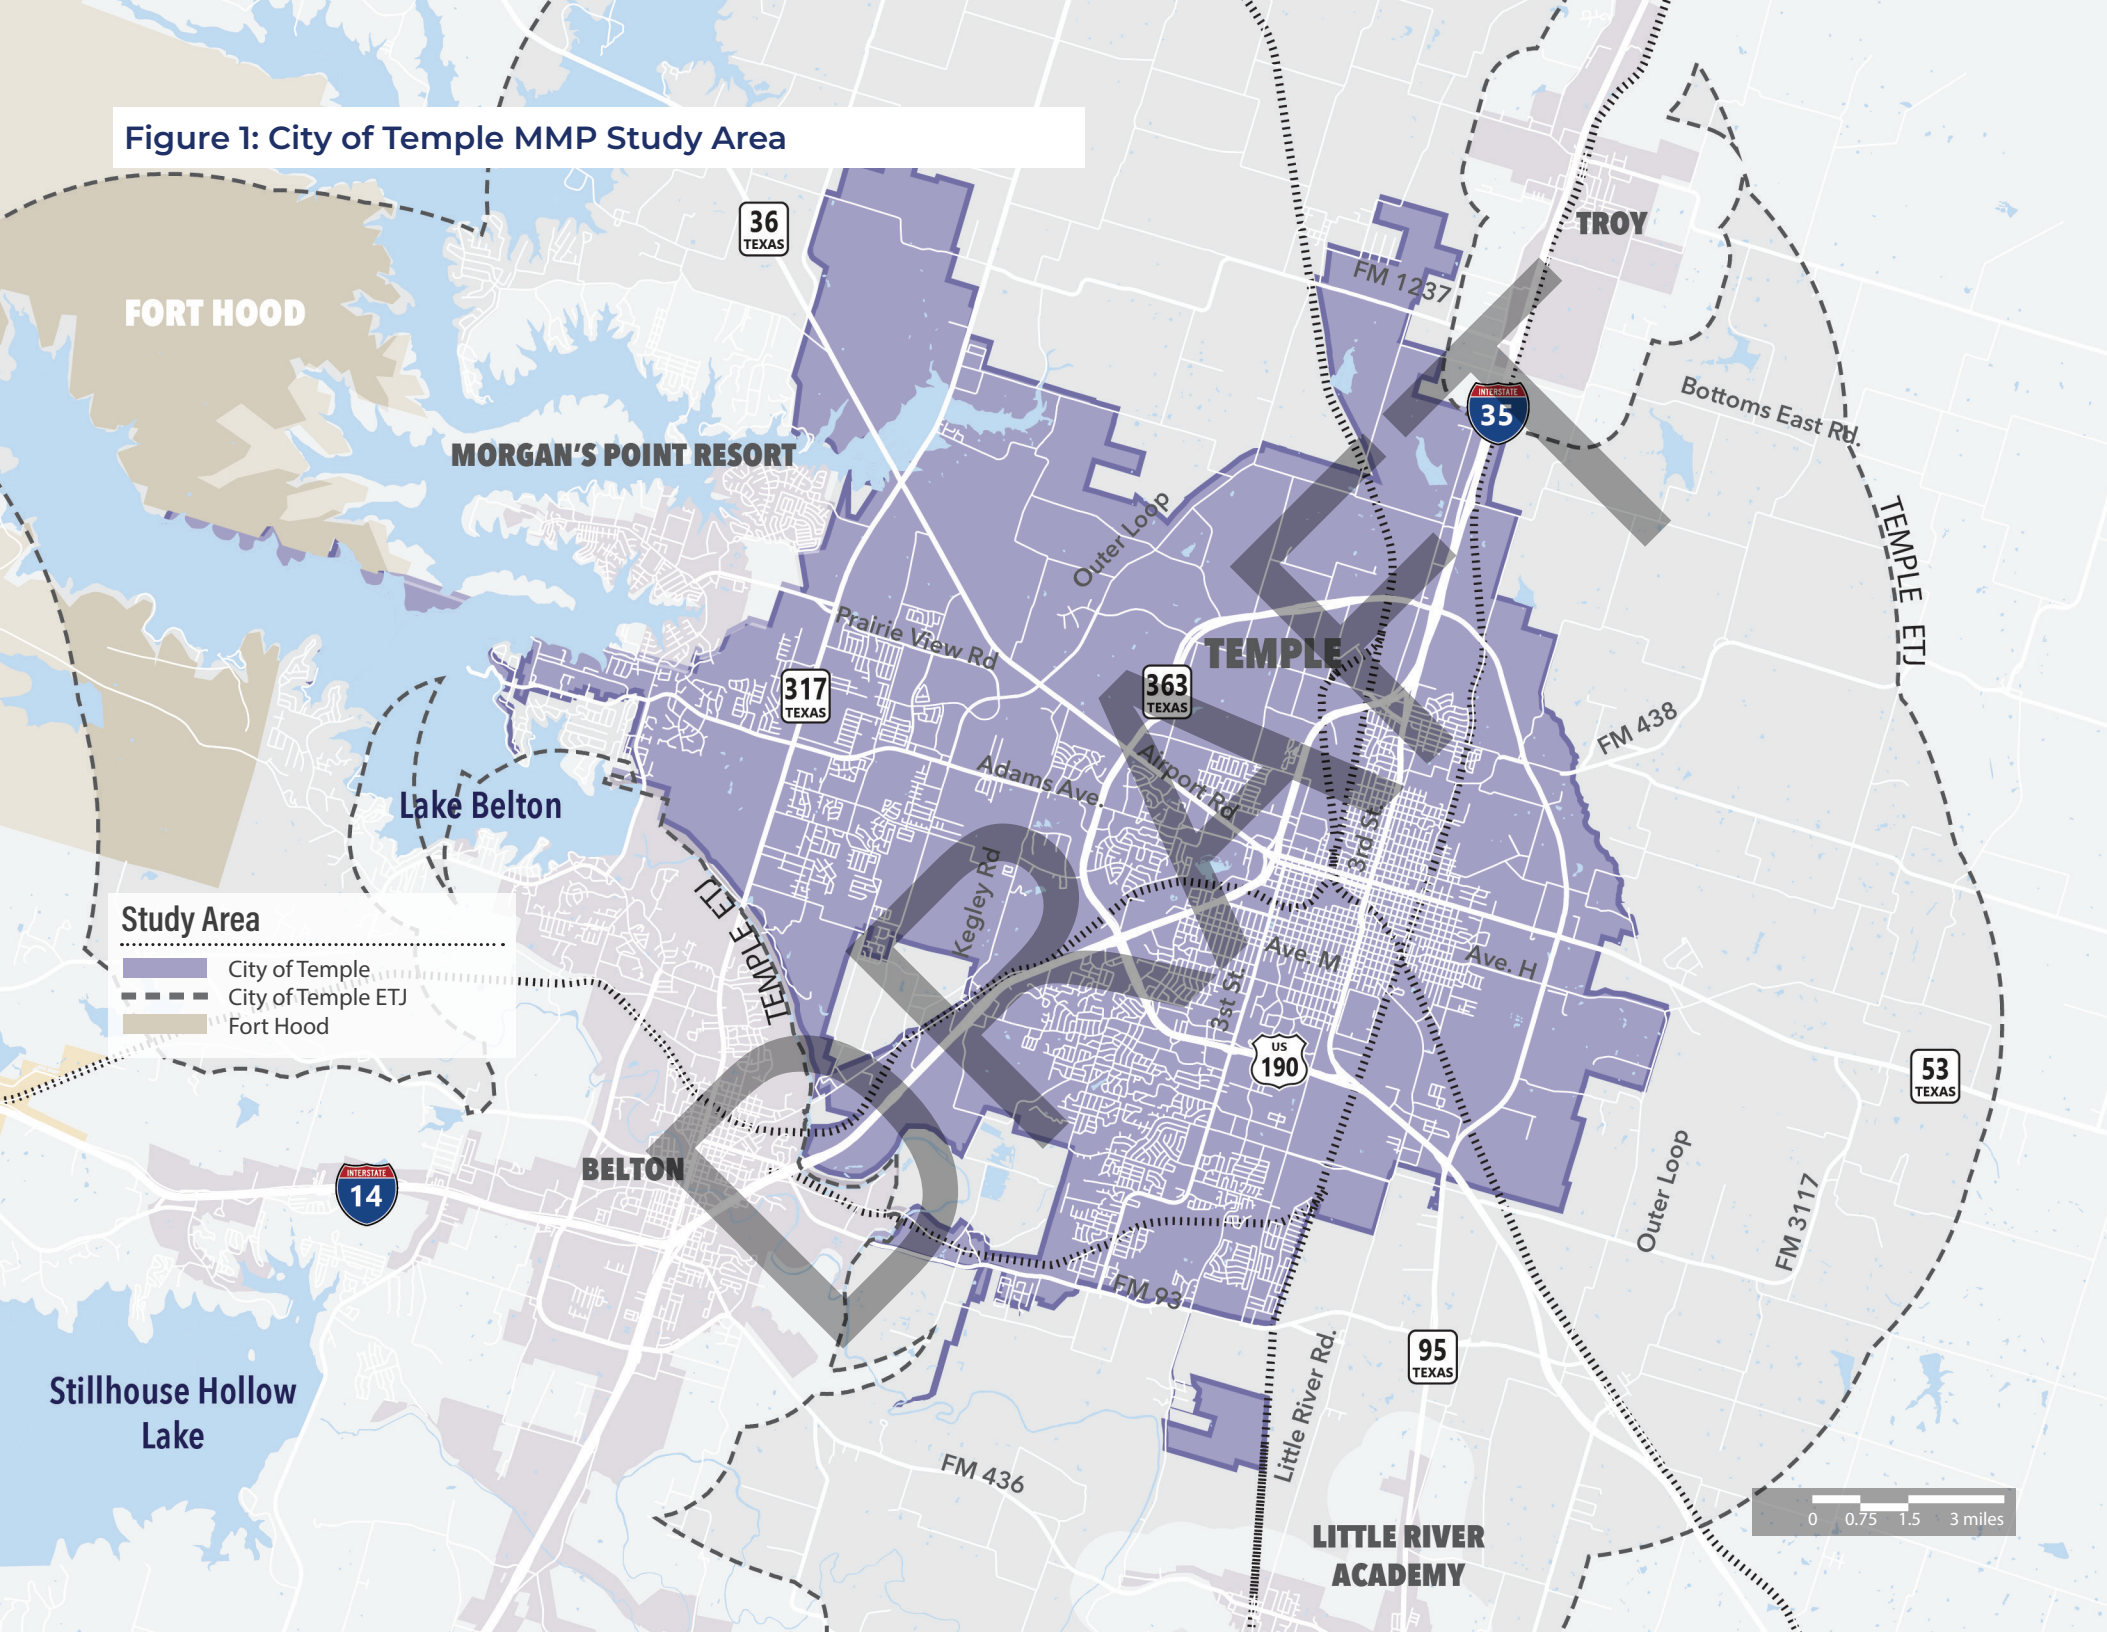 Figure 1: City of Temple MMP Study Area
36
TEXAS
TROY
FM 1237
FORT HOOD
INTERSTATE
35
Bottoms East Rd.
MORGAN'S POINT RESORT
Outer Loop
TEMPLE ETJ
Prairie View Rd
TEMPLE
317
TEXAS
363
TEXAS
FM 438
Airport Rd
Adams Ave.
Lake Belton
3rd St
Kegley Rd
TEMPLE ETJ
Study Area
City of Temple
City of Temple ETJ
Fort Hood
Ave. M
Ave. H
31st St.
US
190
53
TEXAS
BELTON
INTERSTATE
14
Outer Loop
FM 3117
FM 93
95
TEXAS
Little River Rd.
Stillhouse Hollow
Lake
FM 436
LITTLE RIVER
ACADEMY
0 0.75 1.5 3 miles
DRAFT